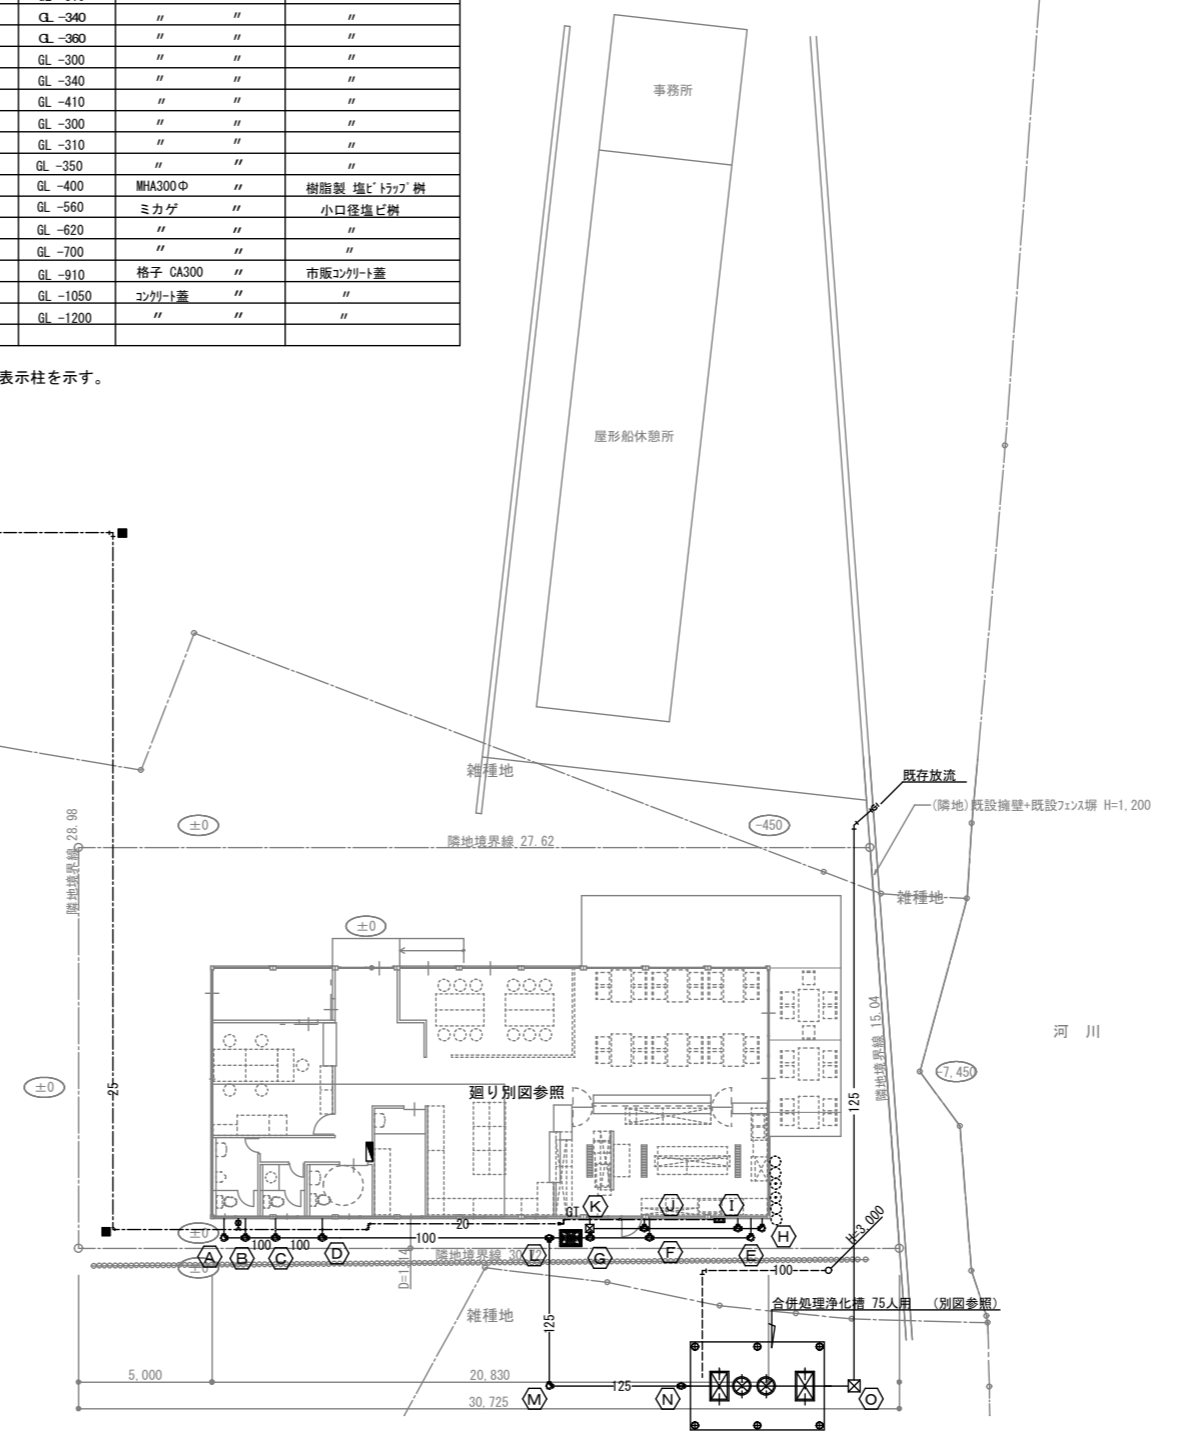 GL -340 〃 〃 〃
GL -360 〃 〃 〃
GL -300 〃 〃 〃
GL -340 〃 〃 〃
GL -410 〃 〃 〃
GL -300 〃 〃 〃
GL -310 〃 〃 〃
GL -350 〃 〃 〃
GL -400 MHA300Φ 〃 樹脂製 塩ビトラップ桝
GL -560 ミカゲ 〃 小口径塩ビ桝
GL -620 〃 〃 〃
GL -700 〃 〃 〃
GL -910 格子 CA300 〃 市販コンクリート蓋
GL -1050 コンクリート蓋 〃 〃
GL -1200 〃 〃 〃
表示柱を示す。
事務所
屋形船休憩所
雑種地
既存放流
(隣地)既設擁壁+既設フェンス塀 H=1,200
±0
-450
隣地境界線 27.62
隣地境界線 28.98
雑種地
±0
隣地境界線 15.04
河 川
±0
-7,450
25
廻り別図参照
125
K J I
GT
20
H
H=3,000
±0
100 100 100
A B C D L G F E
隣地境界線
±0
D=1.4
100
合併処理浄化槽 75人用 (別図参照)
雑種地
125
5,000
20,830
125
30,725
M N O